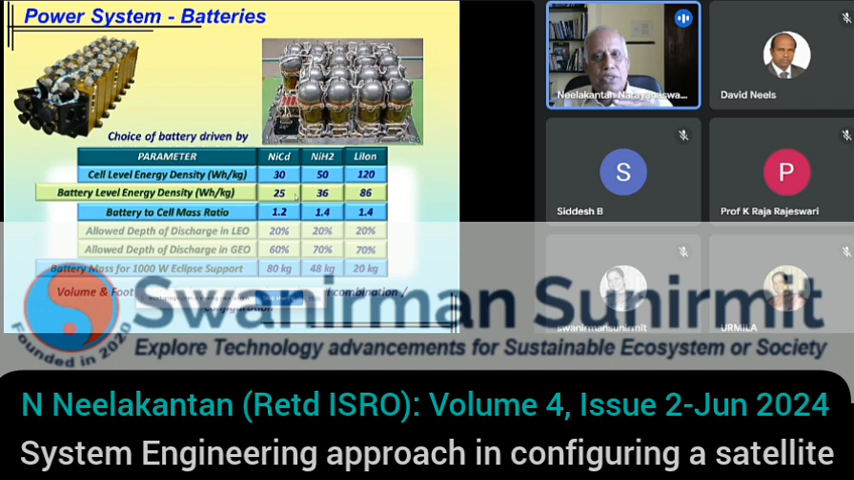 Power System - Batteries
Choice of battery driven by
PARAMETER NiCd NiH2 LiIon
Cell Level Energy Density (Wh/kg) 30 50 120
Battery Level Energy Density (Wh/kg) 25 36 86
Battery to Cell Mass Ratio 1.2 1.4 1.4
Allowed Depth of Discharge in LEO 20% 20% 20%
Allowed Depth of Discharge in GEO 60% 70% 70%
Battery Mass for 1000 W Eclipse Support 80 kg 48 kg 20 kg
Volume & Foot
David Neels
S
Siddesh B
P
Prof K Raja Rajeswari
swanirmansunirmit
URMILA
Swanirman Sunirmit
Founded in 2020
Explore Technology advancements for Sustainable Ecosystem or Society
N Neelakantan (Retd ISRO): Volume 4, Issue 2-Jun 2024
System Engineering approach in configuring a satellite